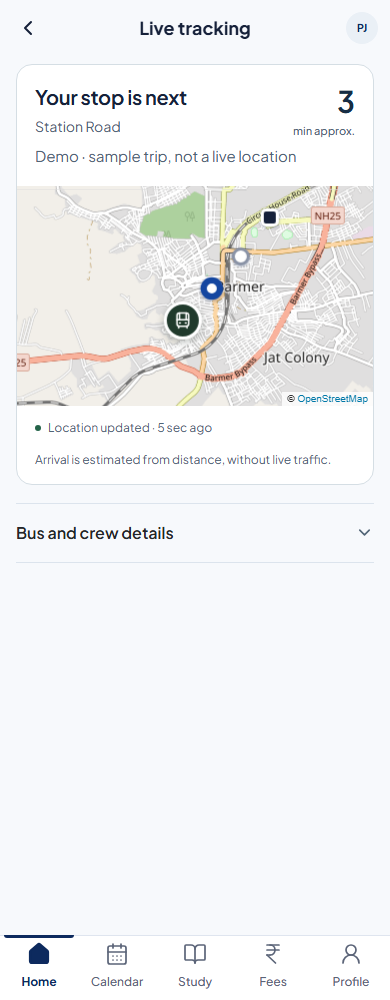 Live tracking
PJ
Your stop is next
3
Station Road
min approx.
Demo · sample trip, not a live location
NH25
Barmer Bypass
armer
25
Jat Colony
Barmer Bypass
© OpenStreetMap
Location updated · 5 sec ago
Arrival is estimated from distance, without live traffic.
Bus and crew details
Home
Calendar
Study
Fees
Profile